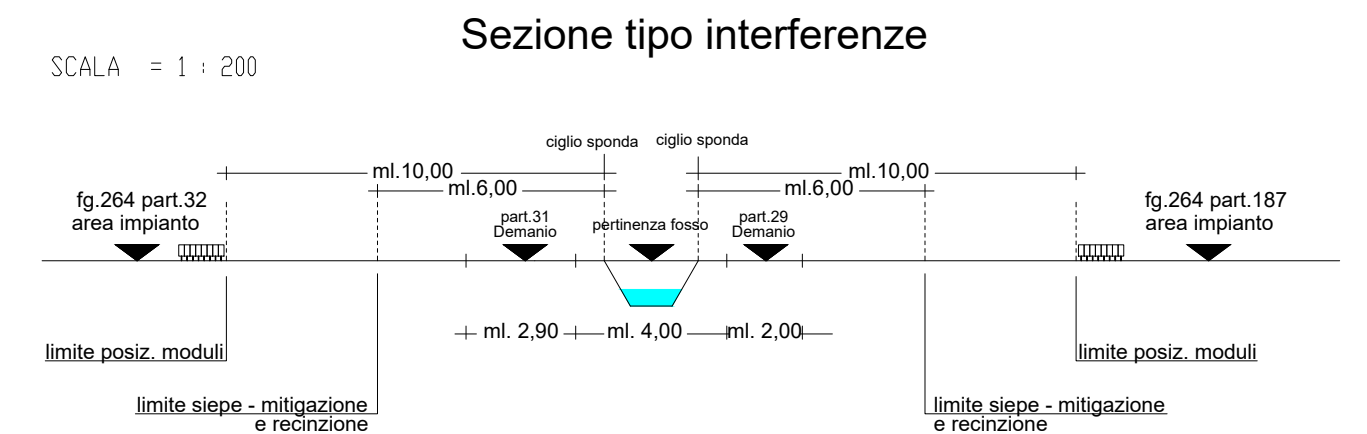 Sezione tipo interferenze
SCALA = 1 : 200
ciglio sponda
ciglio sponda
ml.10,00
ml.10,00
ml.6,00
ml.6,00
fg.264 part.32
area impianto
part.31
Demanio
pertinenza fosso
part.29
Demanio
fg.264 part.187
area impianto
ml. 2,90
ml. 4,00
ml. 2,00
limite posiz. moduli
limite posiz. moduli
limite siepe - mitigazione
e recinzione
limite siepe - mitigazione
e recinzione